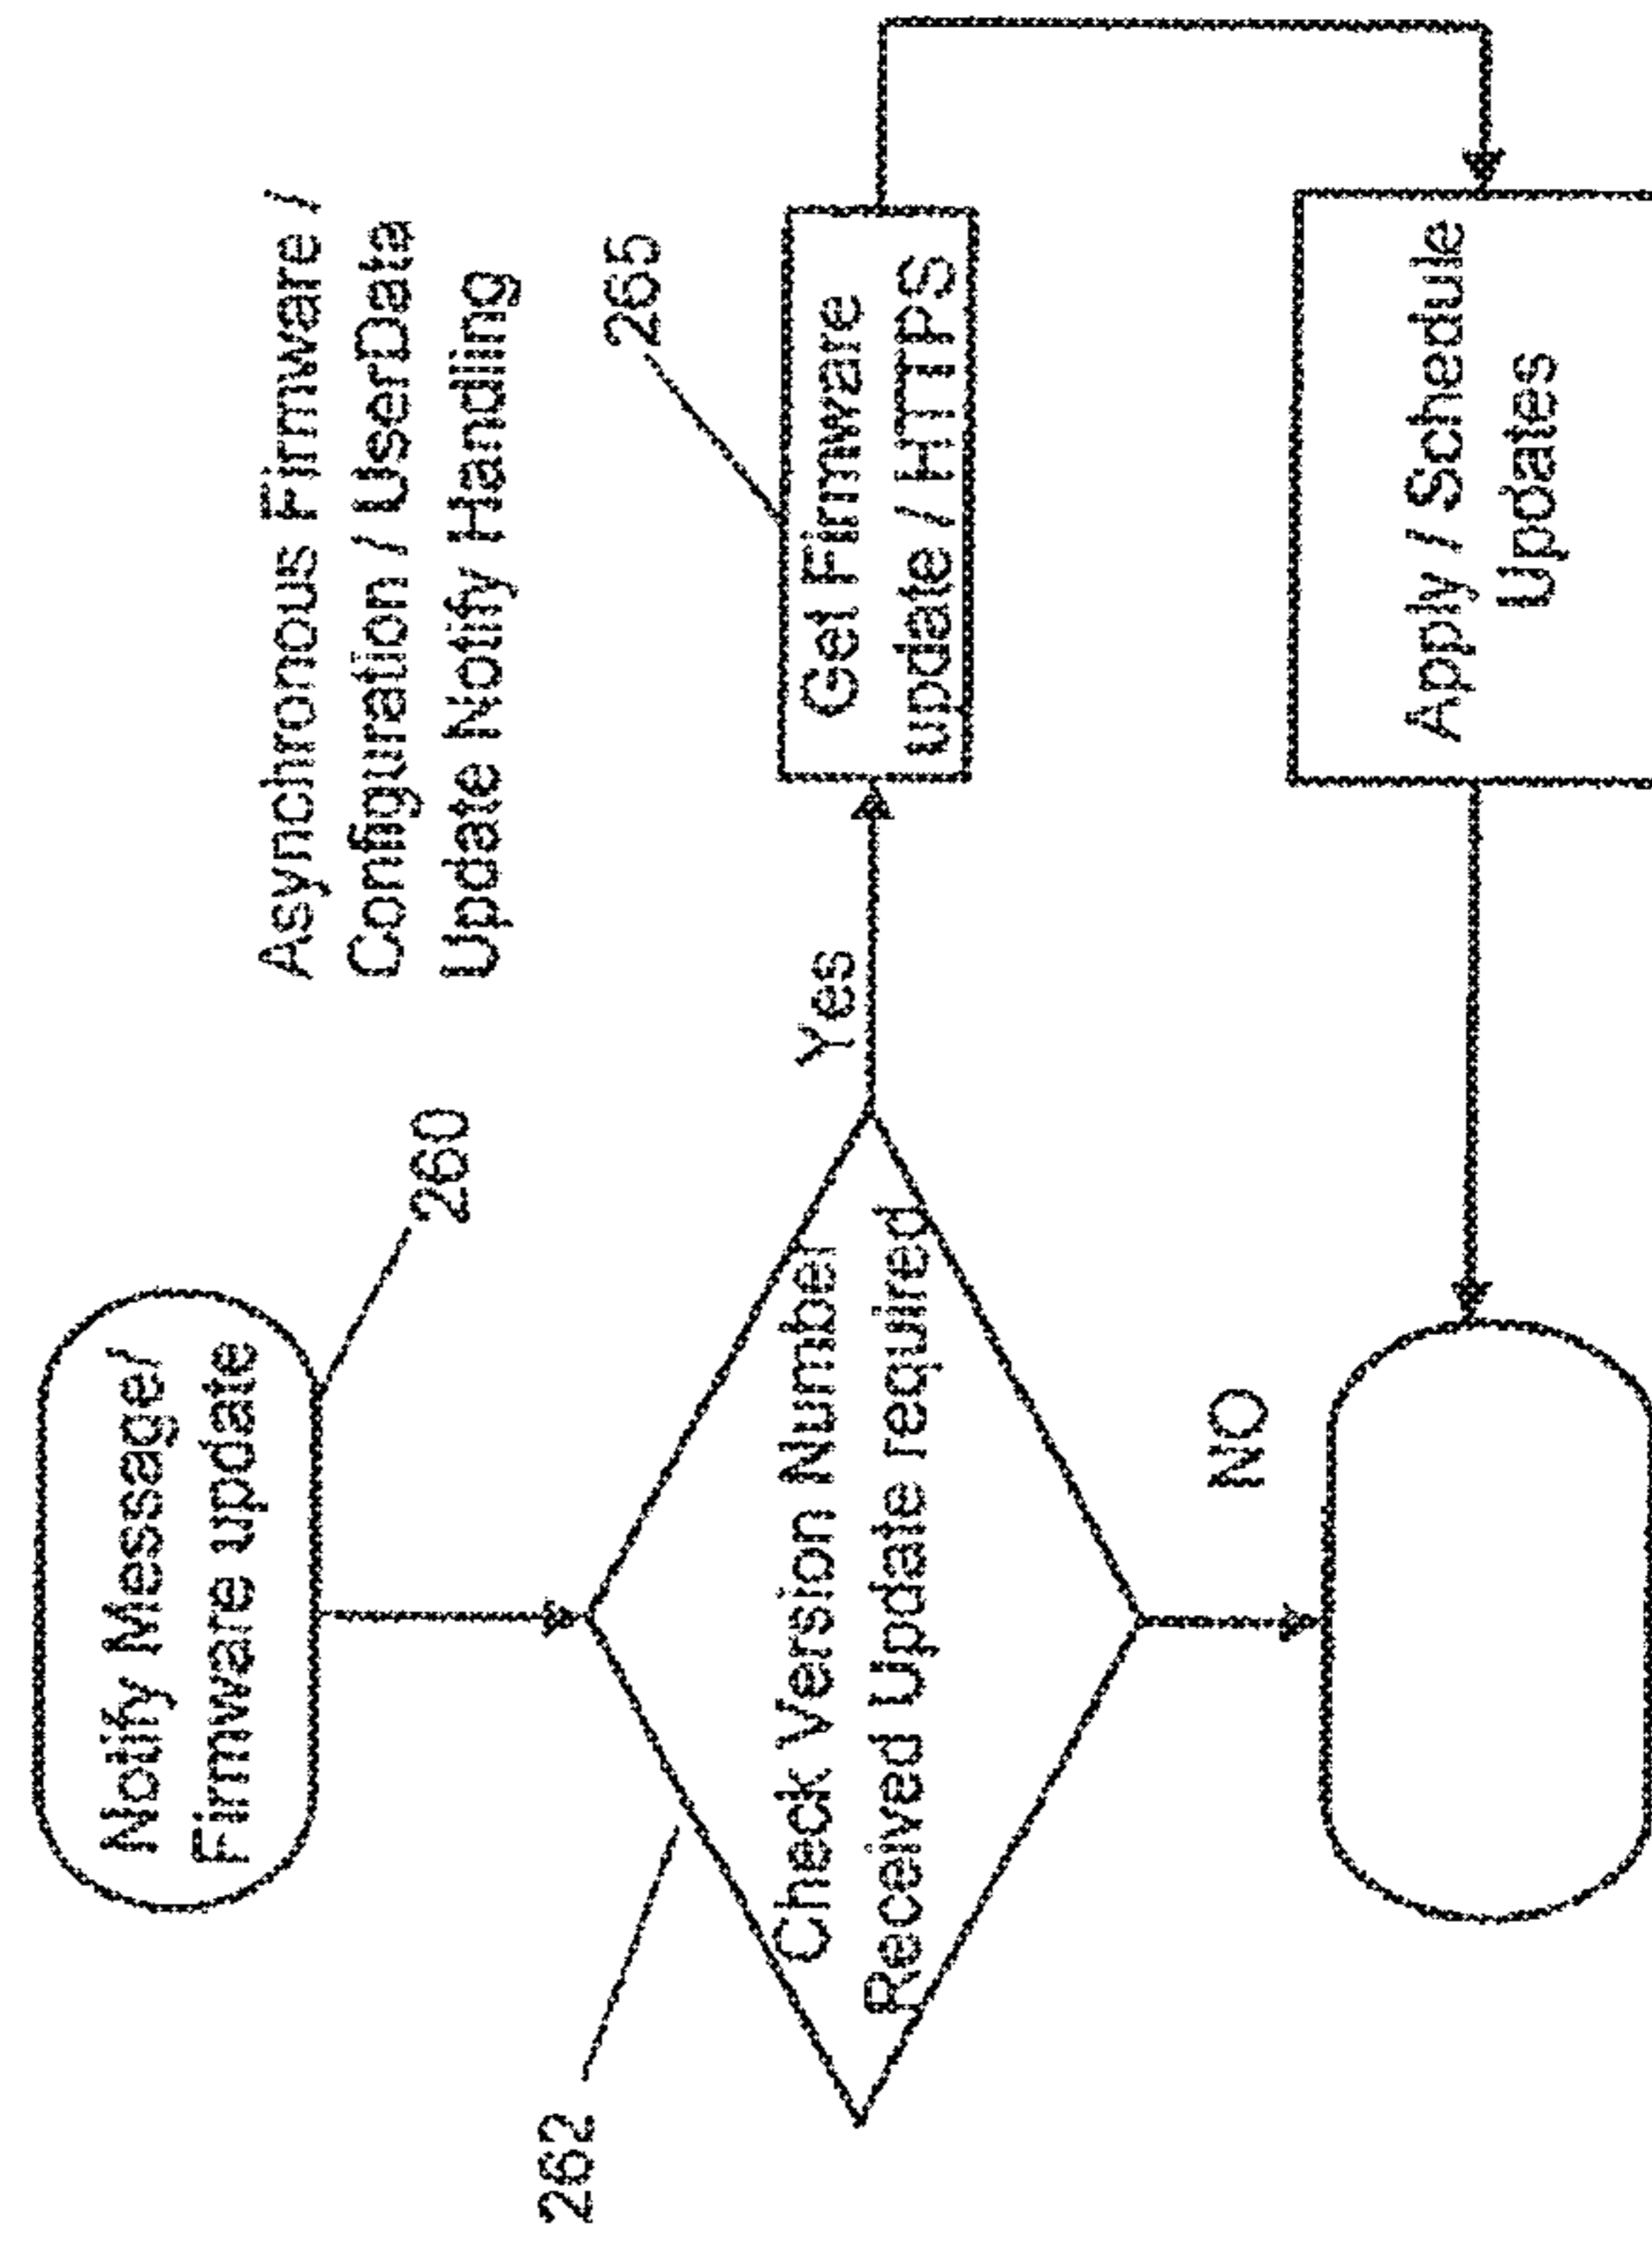 Asynchronous Firmware /
Configuration / UserData
Update Notify Handling
Notify Message/
Firmware update
260
262
Check Version Number
Received Update required
Yes
265
Get Firmware
update / HTTPS
NO
Apply / Schedule
Updates